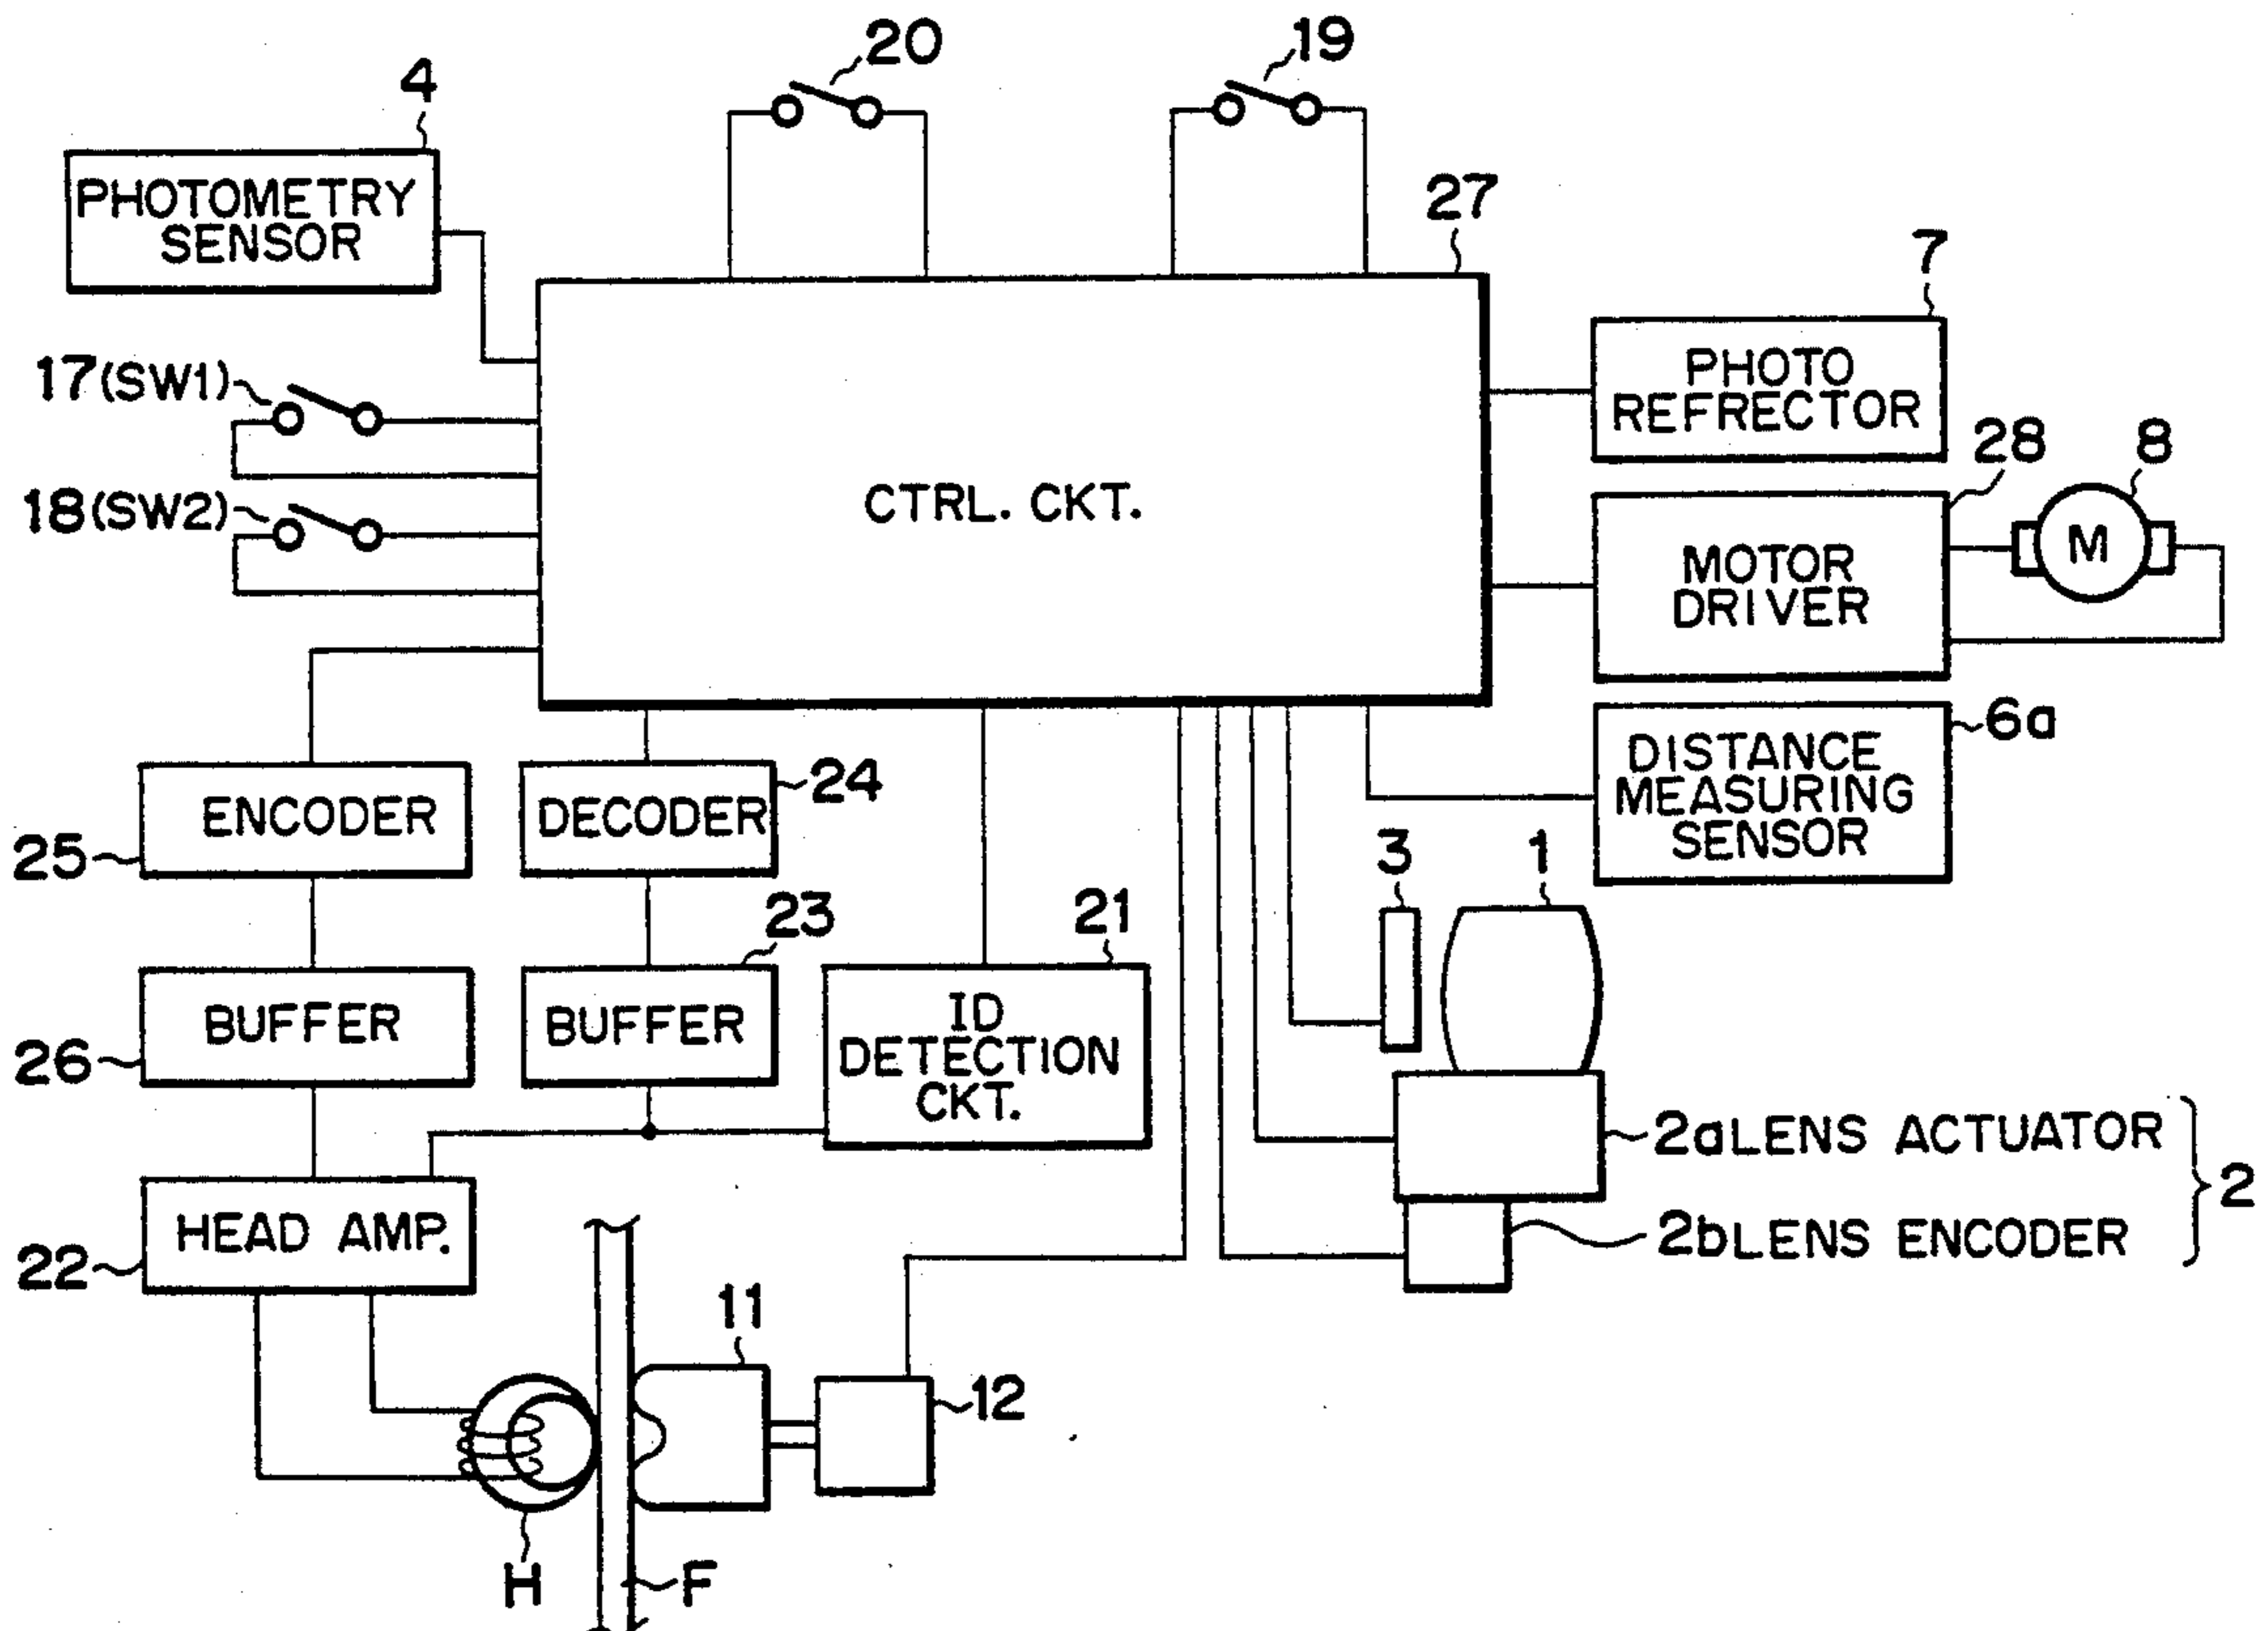 20
19
4
PHOTOMETRY
SENSOR
27
7
17(SW1)
PHOTO
REFRECTOR
28
8
18(SW2)
CTRL. CKT.
M
MOTOR
DRIVER
6a
DISTANCE
MEASURING
SENSOR
ENCODER
25
DECODER
24
3
1
23
21
BUFFER
26
BUFFER
ID
DETECTION
CKT.
2a LENS ACTUATOR
2
2b LENS ENCODER
HEAD AMP.
22
11
12
H
F